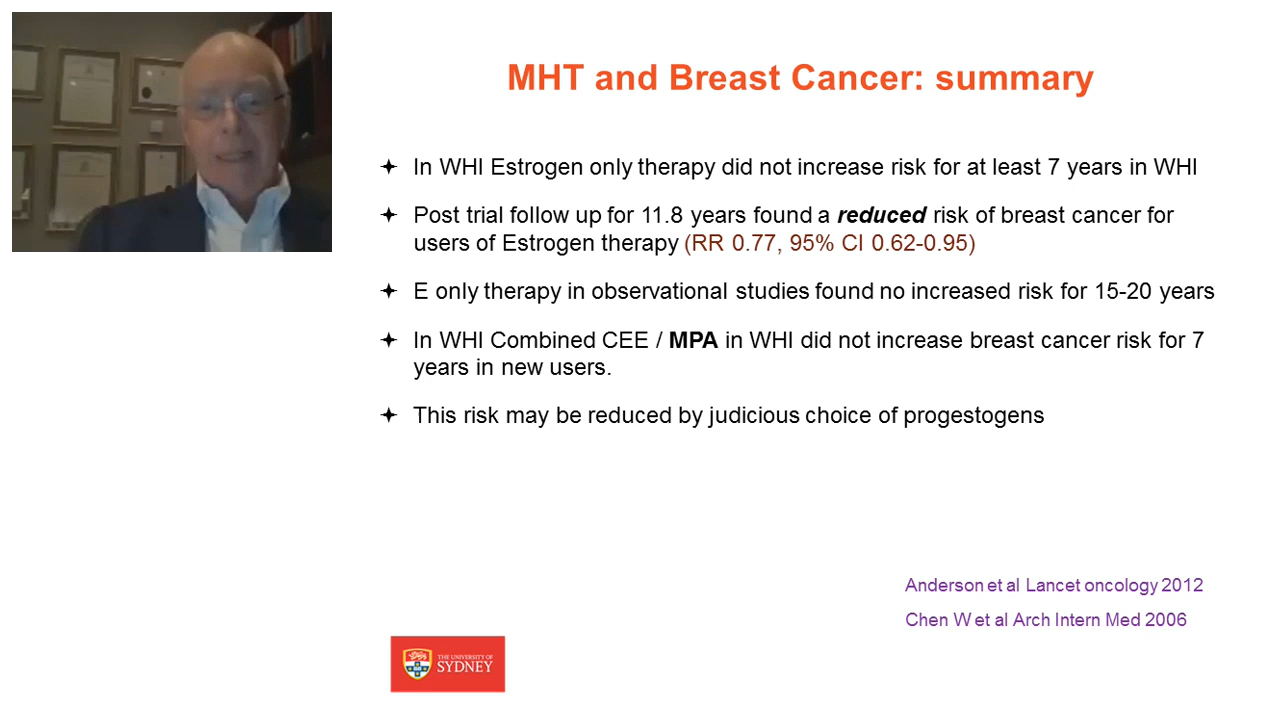 MHT and Breast Cancer: summary
In WHI Estrogen only therapy did not increase risk for at least 7 years in WHI
Post trial follow up for 11.8 years found a reduced risk of breast cancer for
users of Estrogen therapy (RR 0.77, 95% CI 0.62-0.95)
E only therapy in observational studies found no increased risk for 15-20 years
In WHI Combined CEE / MPA in WHI did not increase breast cancer risk for 7
years in new users.
This risk may be reduced by judicious choice of progestogens
Anderson et al Lancet oncology 2012
Chen W et al Arch Intern Med 2006
THE UNIVERSITY OF
SYDNEY